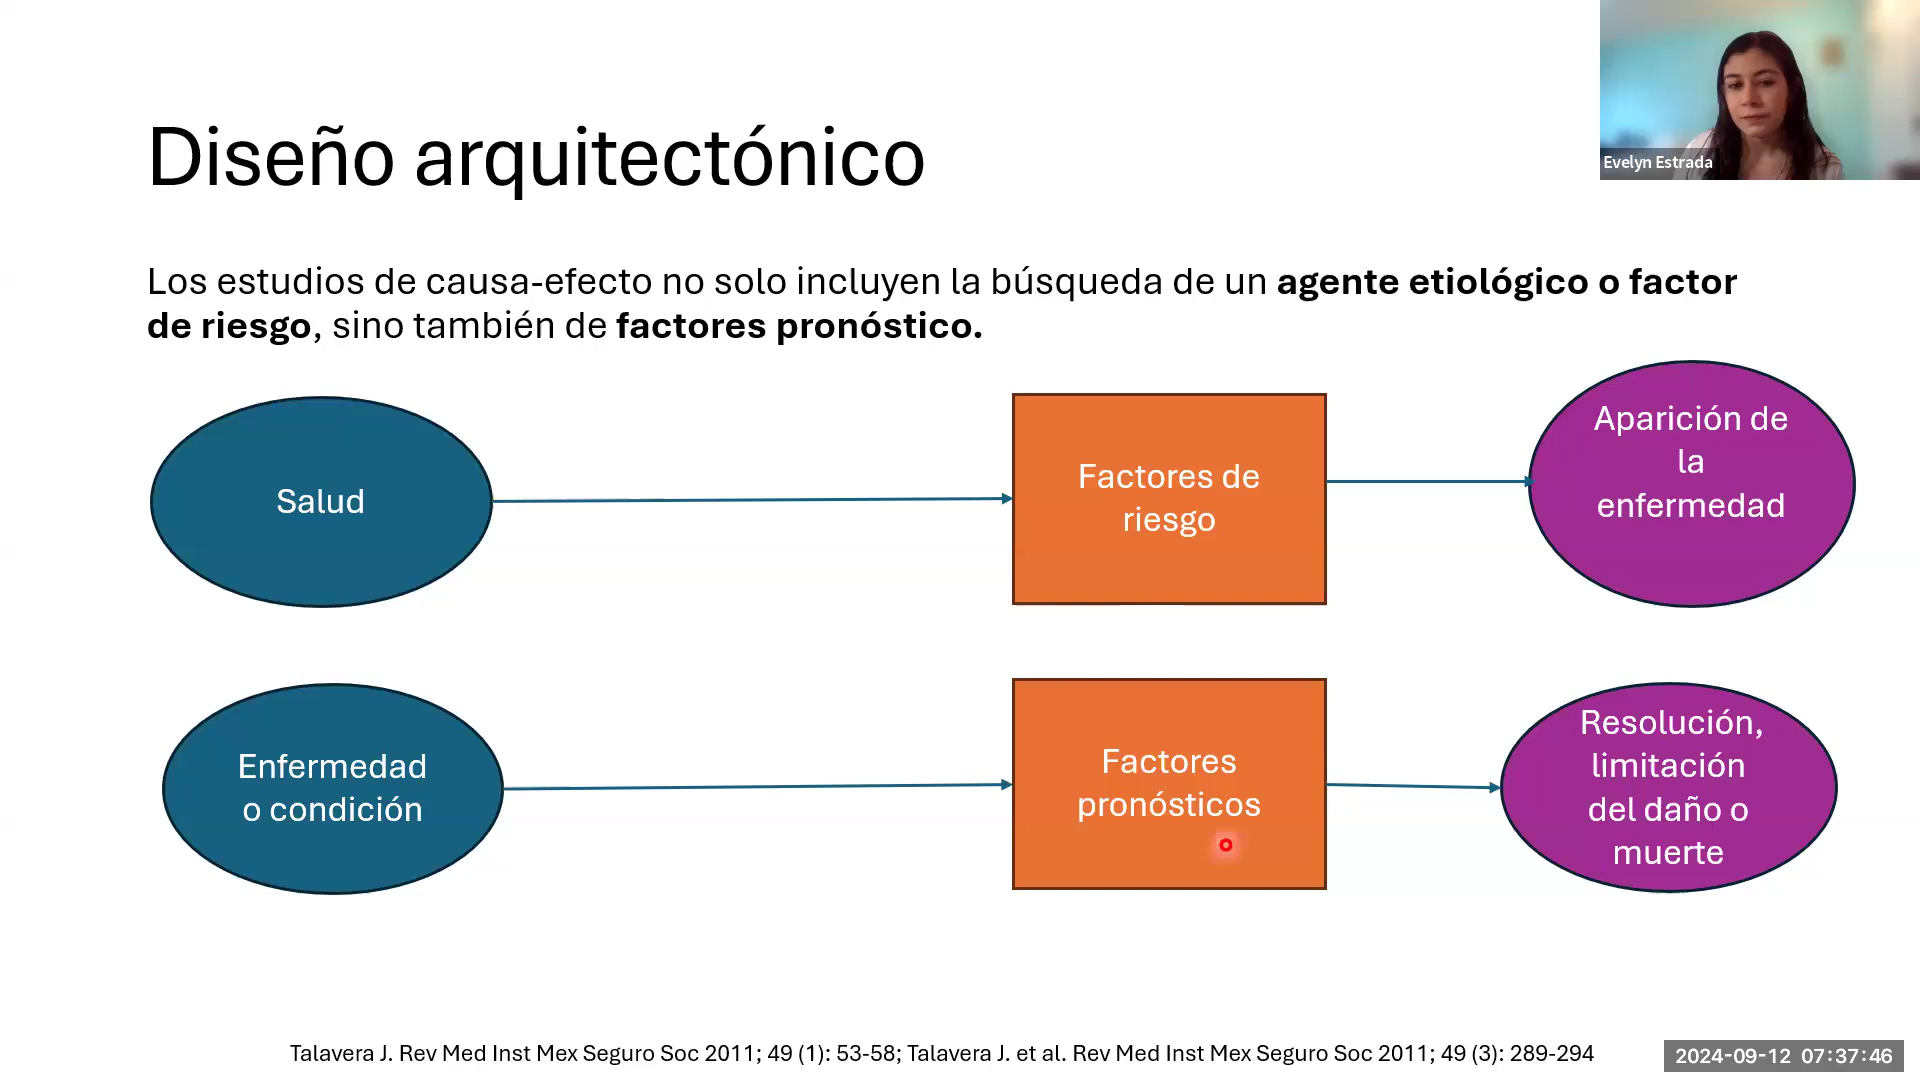 Evelyn Estrada
Diseño arquitectónico
Los estudios de causa-efecto no solo incluyen la búsqueda de un agente etiológico o factor
de riesgo, sino también de factores pronóstico.
Salud
Factores de
riesgo
Aparición de
la
enfermedad
Enfermedad
o condición
Factores
pronósticos
Resolución,
limitación
del daño o
muerte
Talavera J. Rev Med Inst Mex Seguro Soc 2011; 49 (1): 53-58; Talavera J. et al. Rev Med Inst Mex Seguro Soc 2011; 49 (3): 289-294
2024-09-12 07:37:46